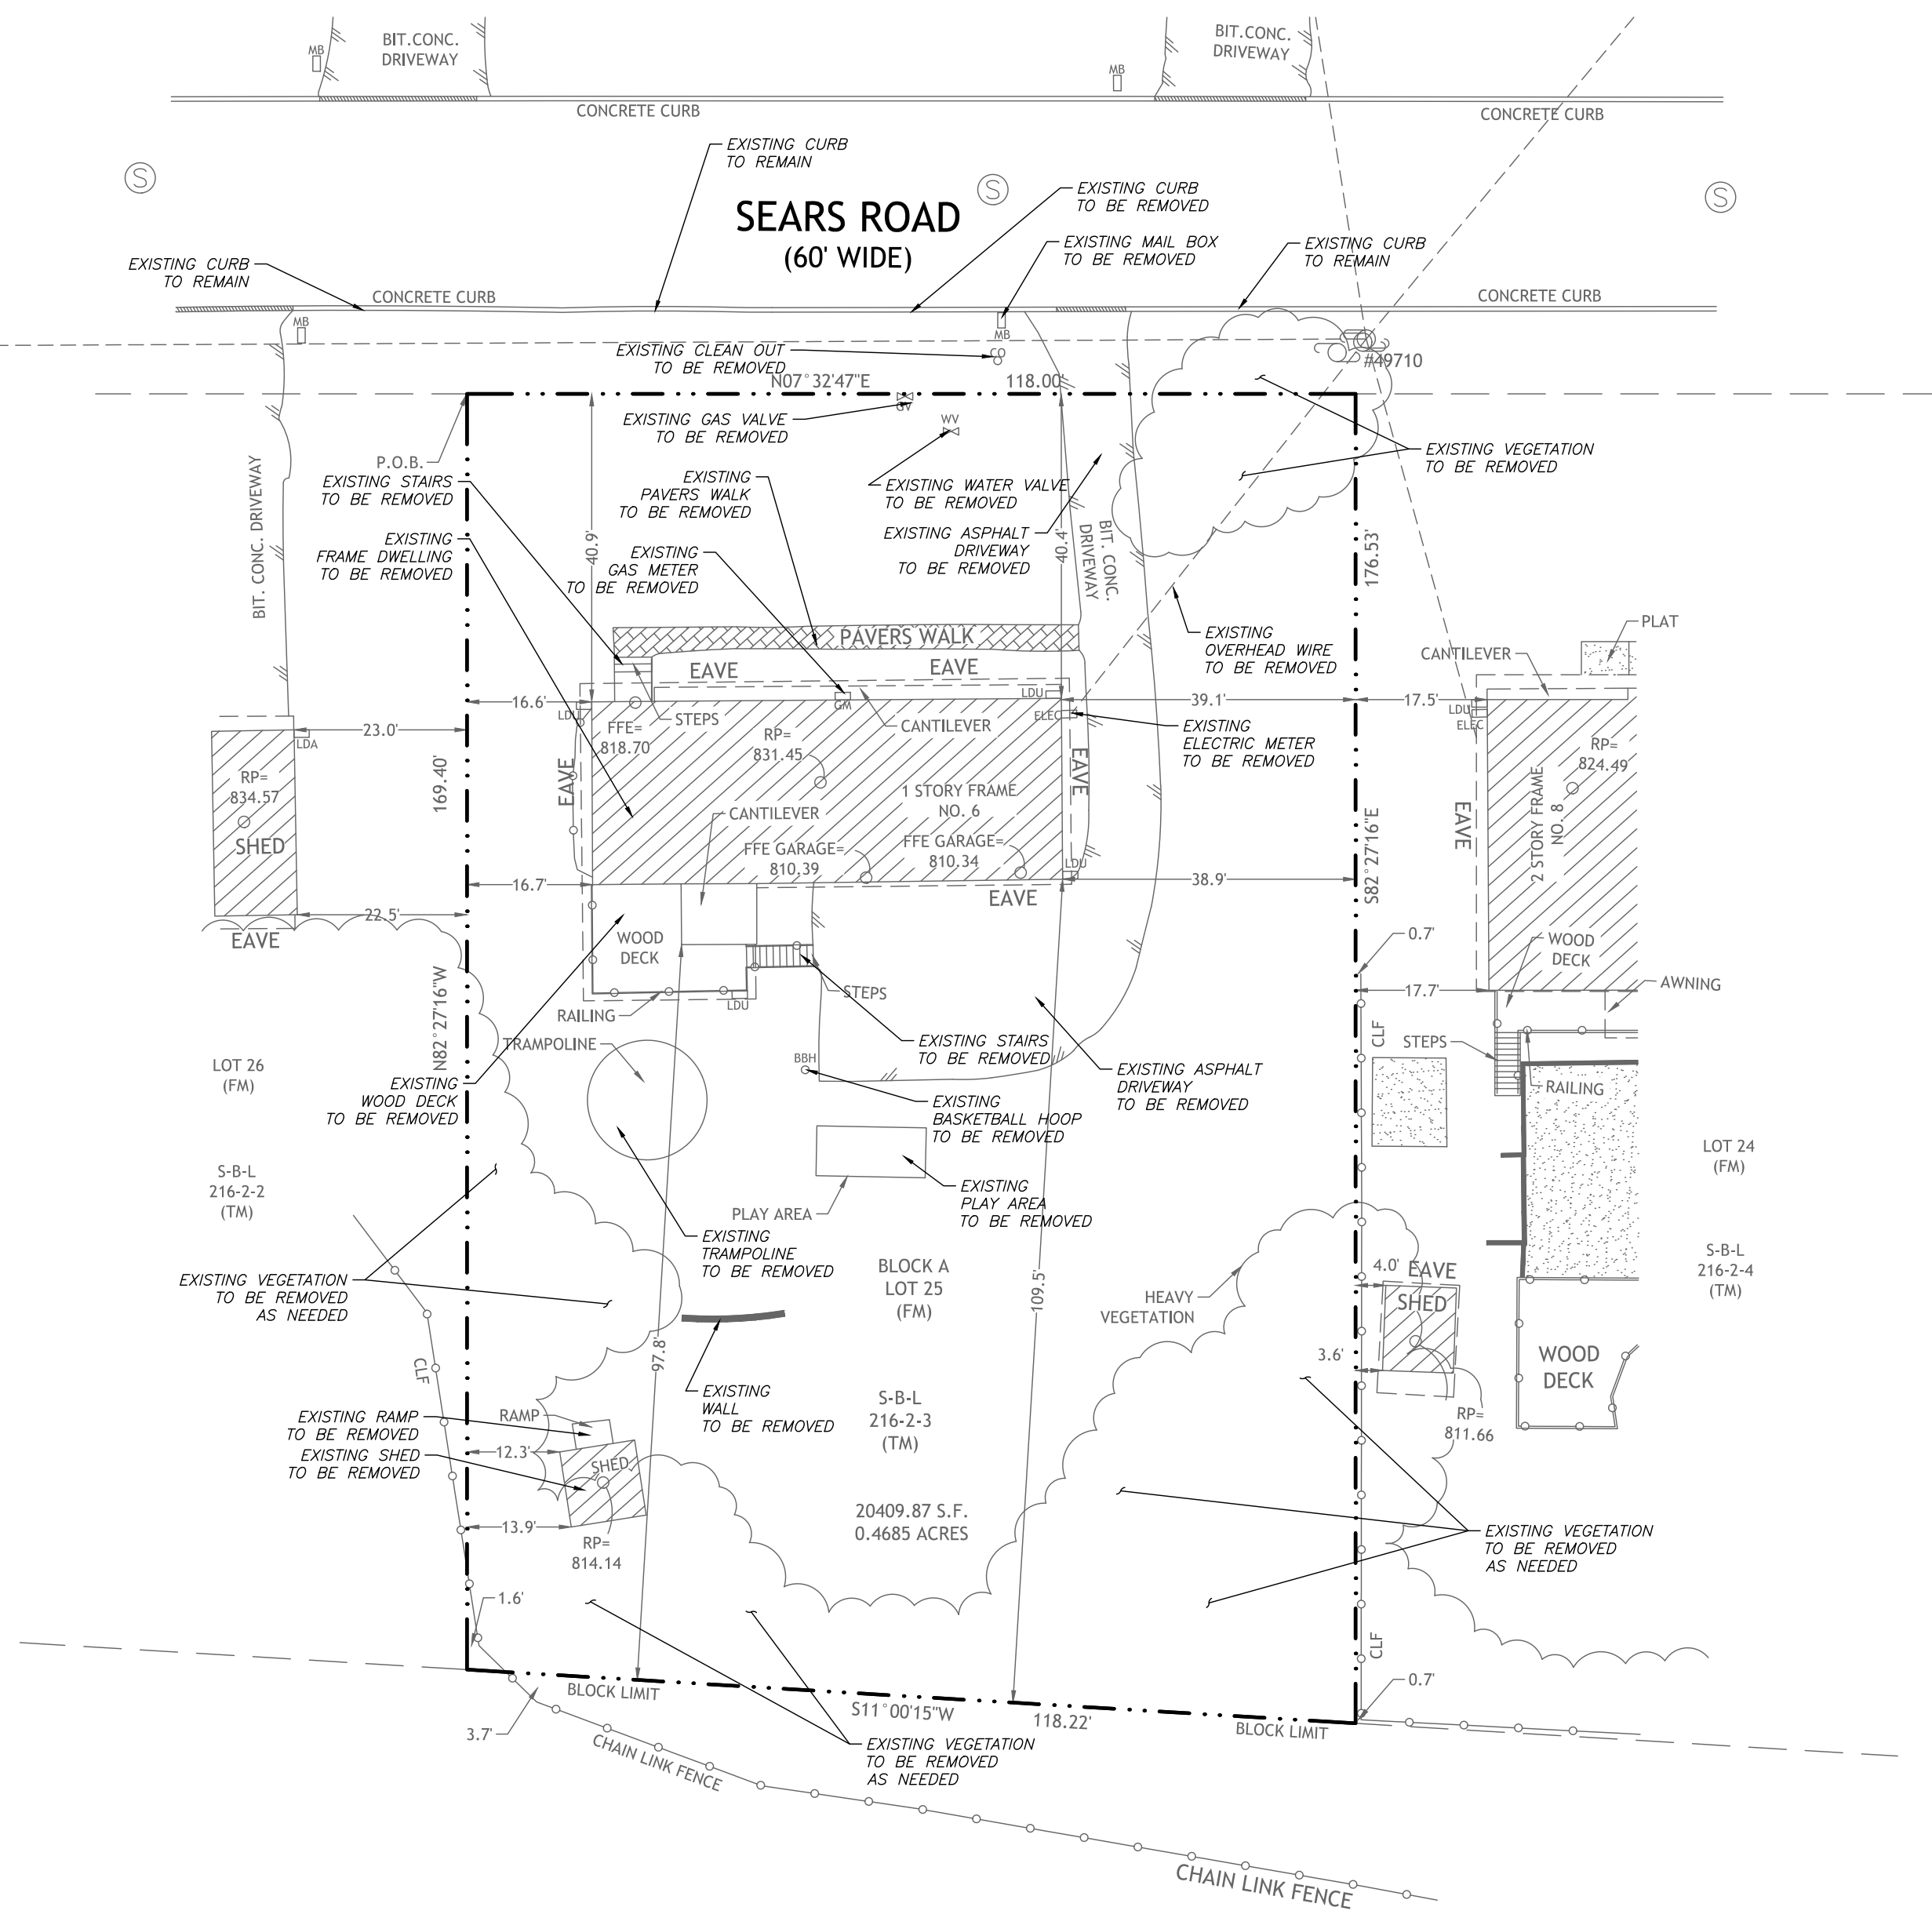 BIT.CONC.
DRIVEWAY
MB
BIT.CONC.
DRIVEWAY
MB
CONCRETE CURB
CONCRETE CURB
EXISTING CURB
TO REMAIN
S
S
S
SEARS ROAD
(60' WIDE)
EXISTING CURB
TO BE REMOVED
EXISTING MAIL BOX
TO BE REMOVED
EXISTING CURB
TO REMAIN
EXISTING CURB
TO REMAIN
CONCRETE CURB
CONCRETE CURB
MB
MB
CO
EXISTING CLEAN OUT
TO BE REMOVED
#49710
N07°32'47"E
118.00'
GV
EXISTING GAS VALVE
TO BE REMOVED
WV
EXISTING VEGETATION
TO BE REMOVED
P.O.B.
EXISTING STAIRS
TO BE REMOVED
EXISTING
PAVERS WALK
TO BE REMOVED
EXISTING WATER VALVE
TO BE REMOVED
BIT. CONC. DRIVEWAY
EXISTING
FRAME DWELLING
TO BE REMOVED
40.9'
EXISTING
GAS METER
TO BE REMOVED
EXISTING ASPHALT
DRIVEWAY
TO BE REMOVED
40.4'
BIT. CONC.
DRIVEWAY
176.53'
PAVERS WALK
EXISTING
OVERHEAD WIRE
TO BE REMOVED
PLAT
CANTILEVER
EAVE
EAVE
16.6'
LDU
LDU
GM
39.1'
17.5'
LDU
ELEC
STEPS
CANTILEVER
ELEC
FFE=
818.70
RP=
831.45
EXISTING
ELECTRIC METER
TO BE REMOVED
23.0'
LDA
RP=
834.57
SHED
169.40'
EAVE
EAVE
1 STORY FRAME
NO. 6
CANTILEVER
FFE GARAGE=
810.39
FFE GARAGE=
810.34
LDU
RP=
824.49
2 STORY FRAME
NO. 8
EAVE
S82°27'16"E
16.7'
38.9'
EAVE
22.5'
EAVE
WOOD
DECK
0.7'
WOOD
DECK
N82°27'16"W
RAILING
LDU
STEPS
17.7'
AWNING
TRAMPOLINE
EXISTING STAIRS
TO BE REMOVED
BBH
CLF
STEPS
LOT 26
(FM)
EXISTING
WOOD DECK
TO BE REMOVED
EXISTING ASPHALT
DRIVEWAY
TO BE REMOVED
RAILING
EXISTING
BASKETBALL HOOP
TO BE REMOVED
LOT 24
(FM)
S-B-L
216-2-2
(TM)
EXISTING
PLAY AREA
TO BE REMOVED
PLAY AREA
EXISTING
TRAMPOLINE
TO BE REMOVED
EXISTING VEGETATION
TO BE REMOVED
AS NEEDED
BLOCK A
LOT 25
(FM)
109.5'
HEAVY
VEGETATION
4.0'
EAVE
SHED
S-B-L
216-2-4
(TM)
97.8'
CLF
3.6'
WOOD
DECK
EXISTING
WALL
TO BE REMOVED
S-B-L
216-2-3
(TM)
EXISTING RAMP
TO BE REMOVED
RAMP
EXISTING SHED
TO BE REMOVED
12.3'
SHED
RP=
811.66
13.9'
RP=
814.14
20409.87 S.F.
0.4685 ACRES
EXISTING VEGETATION
TO BE REMOVED
AS NEEDED
1.6'
CLF
BLOCK LIMIT
S11°00'15"W
118.22'
BLOCK LIMIT
0.7'
3.7'
CHAIN LINK FENCE
EXISTING VEGETATION
TO BE REMOVED
AS NEEDED
CHAIN LINK FENCE